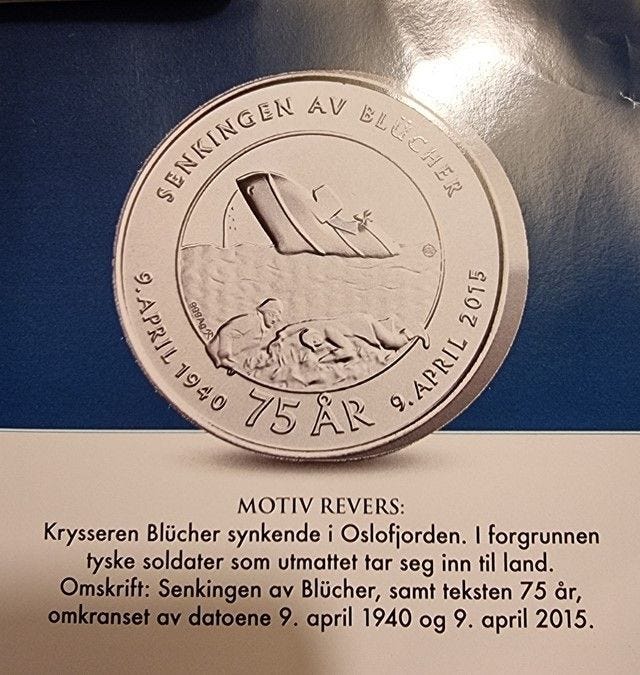 SENKINGEN AV BLÜCHER
9. APRIL 1940
75 ÅR
9. APRIL 2015
999Ag
MOTIV REVERS:
Krysseren Blücher synkende i Oslofjorden. I forgrunnen
tyske soldater som utmattet tar seg inn til land.
Omskrift: Senkingen av Blücher, samt teksten 75 år,
omkranset av datoene 9. april 1940 og 9. april 2015.